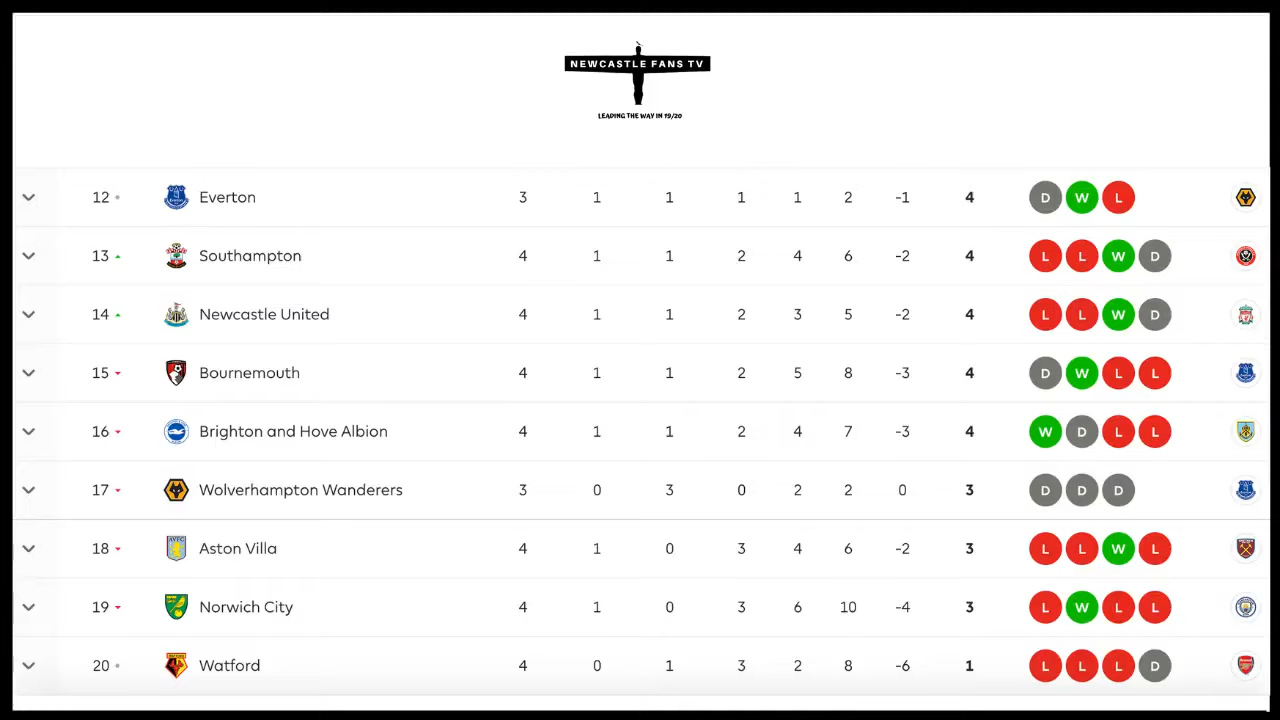 NEWCASTLE FANS TV
LEADING THE WAY IN 19/20
12 Everton 3 1 1 1 1 2 -1 4 D W L
13 Southampton 4 1 1 2 4 6 -2 4 L L W D
14 Newcastle United 4 1 1 2 3 5 -2 4 L L W D
15 Bournemouth 4 1 1 2 5 8 -3 4 D W L L
16 Brighton and Hove Albion 4 1 1 2 4 7 -3 4 W D L L
17 Wolverhampton Wanderers 3 0 3 0 2 2 0 3 D D D
18 Aston Villa 4 1 0 3 4 6 -2 3 L L W L
19 Norwich City 4 1 0 3 6 10 -4 3 L W L L
20 Watford 4 0 1 3 2 8 -6 1 L L L D